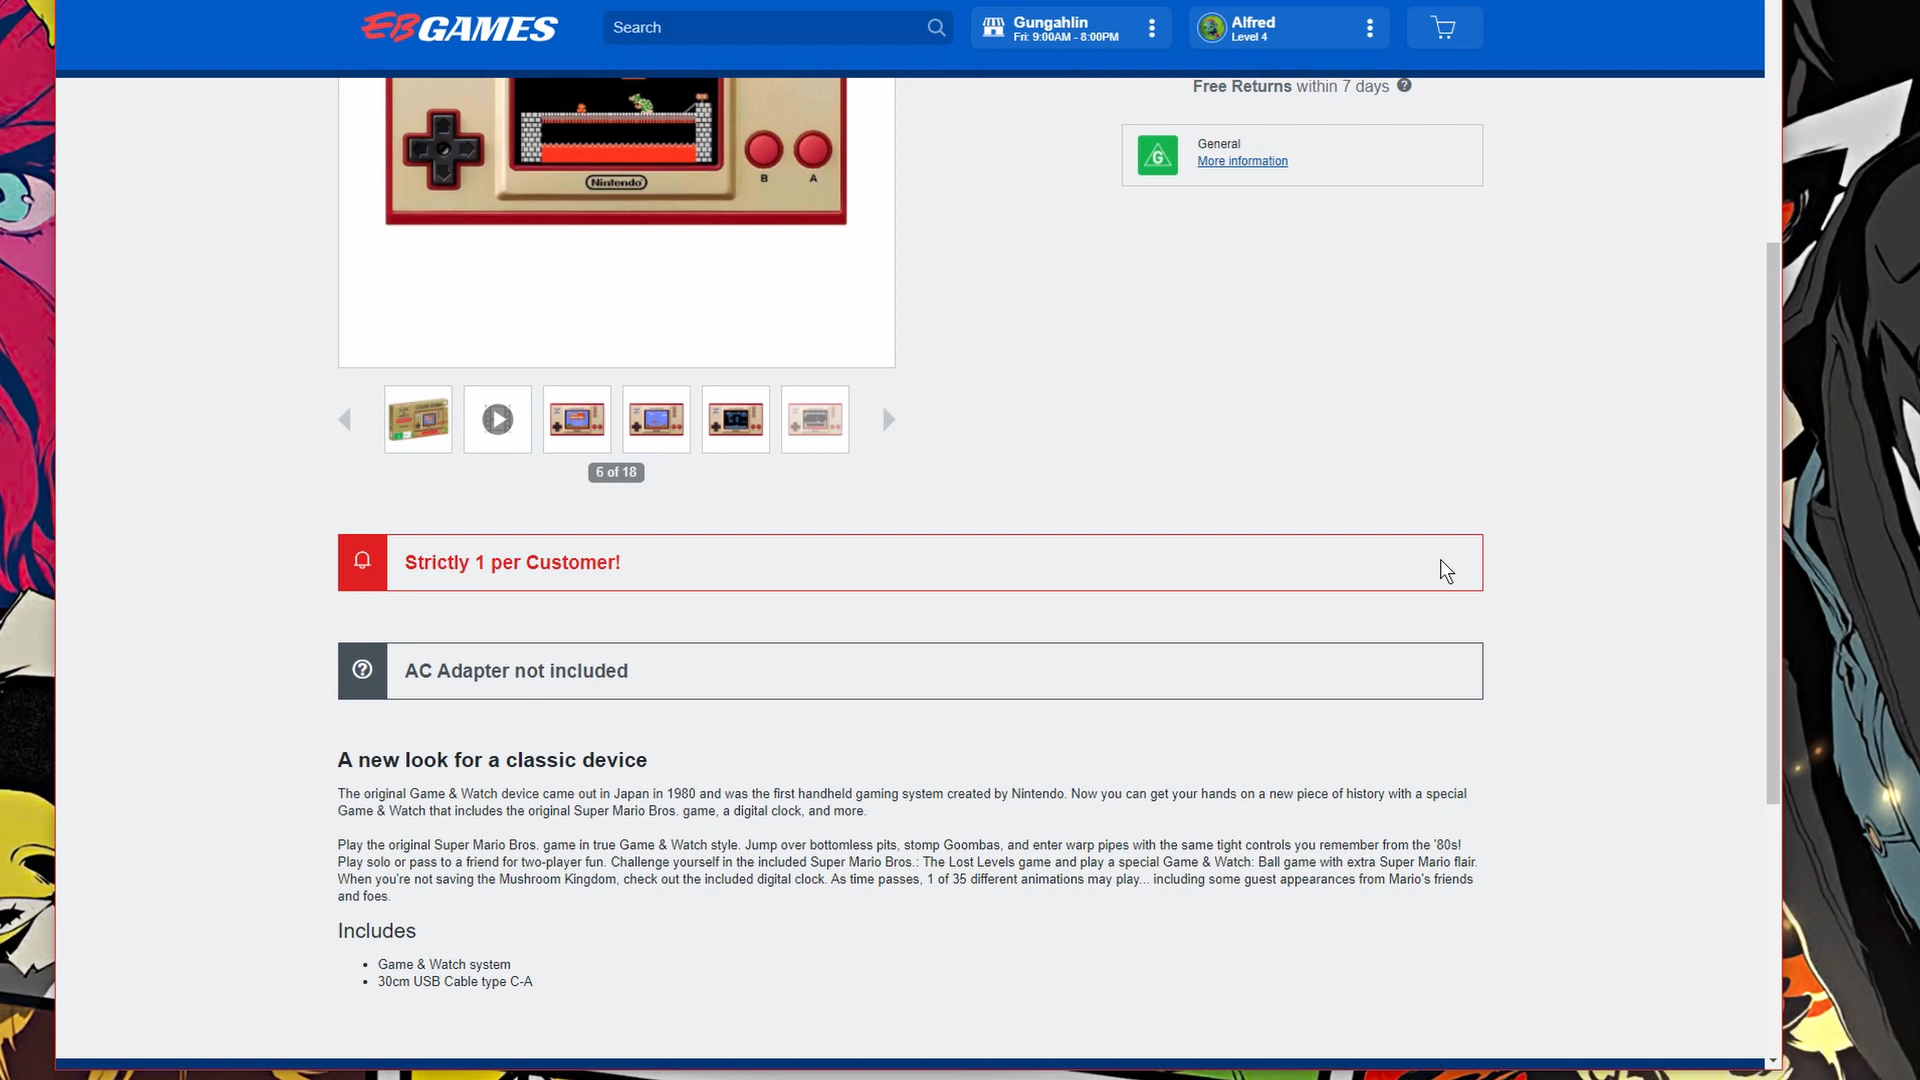 EB GAMES
Search
Gungahlin
Fri: 9:00AM - 8:00PM
Alfred
Level 4
Free Returns within 7 days
G
General
More information
Nintendo
B
A
6 of 18
Strictly 1 per Customer!
AC Adapter not included
A new look for a classic device
The original Game & Watch device came out in Japan in 1980 and was the first handheld gaming system created by Nintendo. Now you can get your hands on a new piece of history with a special
Game & Watch that includes the original Super Mario Bros. game, a digital clock, and more.
Play the original Super Mario Bros. game in true Game & Watch style. Jump over bottomless pits, stomp Goombas, and enter warp pipes with the same tight controls you remember from the '80s!
Play solo or pass to a friend for two-player fun. Challenge yourself in the included Super Mario Bros.: The Lost Levels game and play a special Game & Watch: Ball game with extra Super Mario flair.
When you're not saving the Mushroom Kingdom, check out the included digital clock. As time passes, 1 of 35 different animations may play... including some guest appearances from Mario's friends
and foes.
Includes
• Game & Watch system
• 30cm USB Cable type C-A